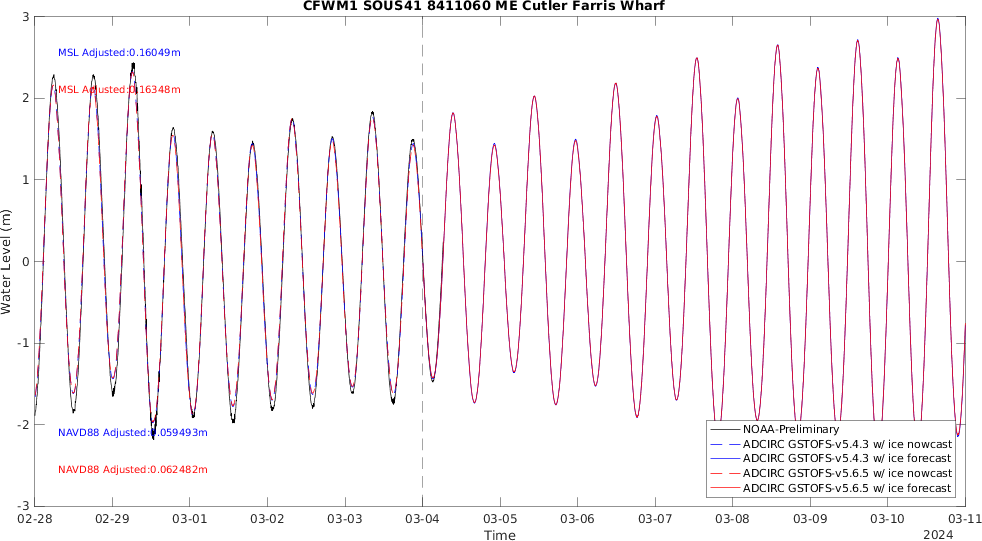 CFWM1 SOUS41 8411060 ME Cutler Farris Wharf
3
MSL Adjusted:0.16049m
MSL Adjusted:0.16348m
2
1
0
-1
-2
-3
Water Level (m)
NAVD88 Adjusted:0.059493m
NAVD88 Adjusted:0.062482m
NOAA-Preliminary
ADCIRC GSTOFS-v5.4.3 w/ ice nowcast
ADCIRC GSTOFS-v5.4.3 w/ ice forecast
ADCIRC GSTOFS-v5.6.5 w/ ice nowcast
ADCIRC GSTOFS-v5.6.5 w/ ice forecast
02-28 02-29 03-01 03-02 03-03 03-04 03-05 03-06 03-07 03-08 03-09 03-10 03-11
Time
2024